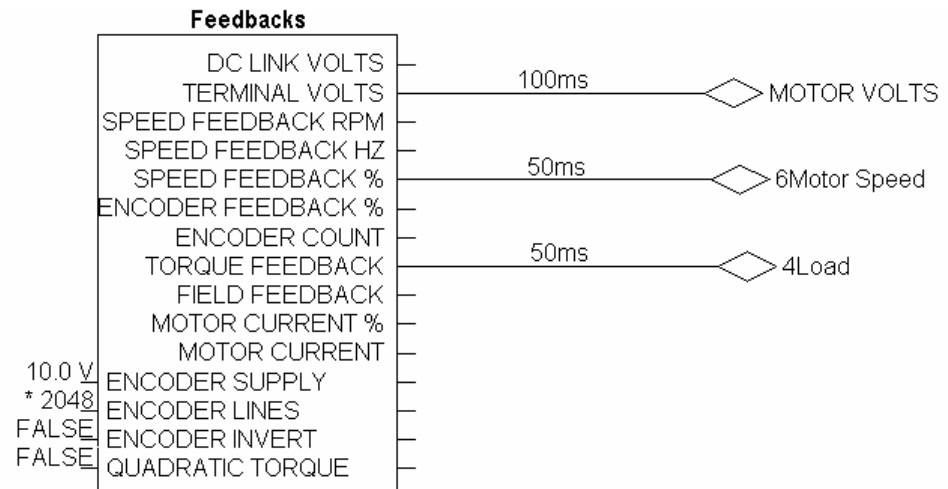 Feedbacks
DC LINK VOLTS
TERMINAL VOLTS 100ms MOTOR VOLTS
SPEED FEEDBACK RPM
SPEED FEEDBACK HZ
SPEED FEEDBACK % 50ms 6Motor Speed
ENCODER FEEDBACK %
ENCODER COUNT
TORQUE FEEDBACK 50ms 4Load
FIELD FEEDBACK
MOTOR CURRENT %
MOTOR CURRENT
10.0 V ENCODER SUPPLY
* 2048 ENCODER LINES
FALSE ENCODER INVERT
FALSE QUADRATIC TORQUE